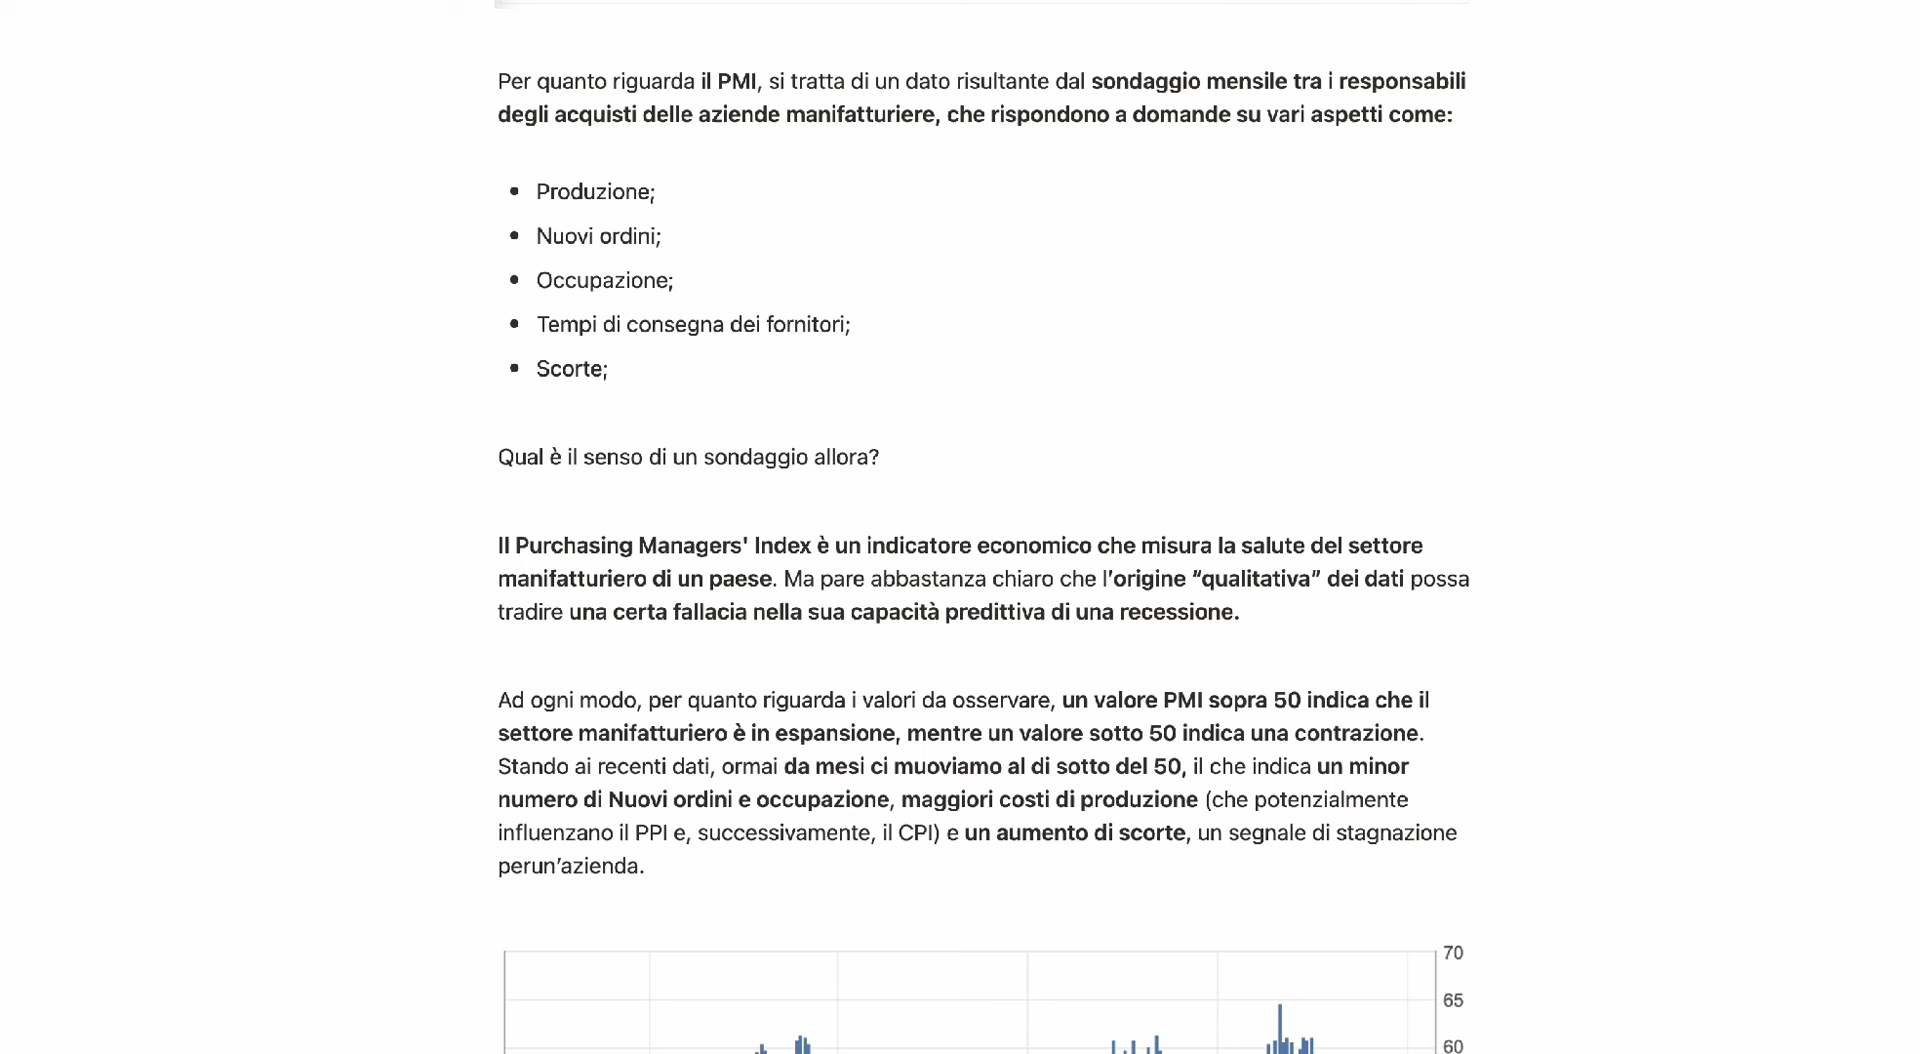 Per quanto riguarda il PMI, si tratta di un dato risultante dal sondaggio mensile tra i responsabili
degli acquisti delle aziende manifatturiere, che rispondono a domande su vari aspetti come:
• Produzione;
• Nuovi ordini;
• Occupazione;
• Tempi di consegna dei fornitori;
• Scorte;
Qual è il senso di un sondaggio allora?
Il Purchasing Managers' Index è un indicatore economico che misura la salute del settore
manifatturiero di un paese. Ma pare abbastanza chiaro che l’origine “qualitativa” dei dati possa
tradire una certa fallacia nella sua capacità predittiva di una recessione.
Ad ogni modo, per quanto riguarda i valori da osservare, un valore PMI sopra 50 indica che il
settore manifatturiero è in espansione, mentre un valore sotto 50 indica una contrazione.
Stando ai recenti dati, ormai da mesi ci muoviamo al di sotto del 50, il che indica un minor
numero di Nuovi ordini e occupazione, maggiori costi di produzione (che potenzialmente
influenzano il PPI e, successivamente, il CPI) e un aumento di scorte, un segnale di stagnazione
perun’azienda.
70
65
60